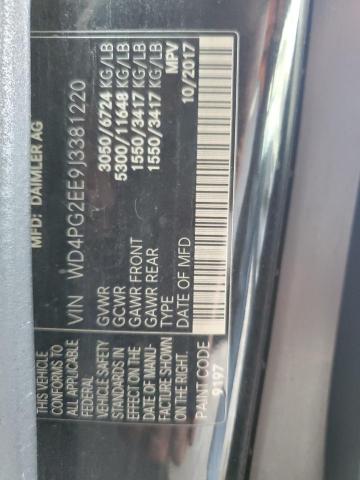 MFD: DAIMLER AG
VIN WD4PG2EE9J3381220
GVWR 3050/6724 KG/LB
GCWR 5300/11648 KG/LB
GAWR FRONT 1550/3417 KG/LB
GAWR REAR 1550/3417 KG/LB
TYPE MPV
DATE OF MFD 10/2017
THIS VEHICLE
CONFORMS TO
ALL APPLICABLE
FEDERAL
VEHICLE SAFETY
STANDARDS IN
EFFECT ON THE
DATE OF MANU-
FACTURE SHOWN
ON THE RIGHT.
PAINT CODE
9197